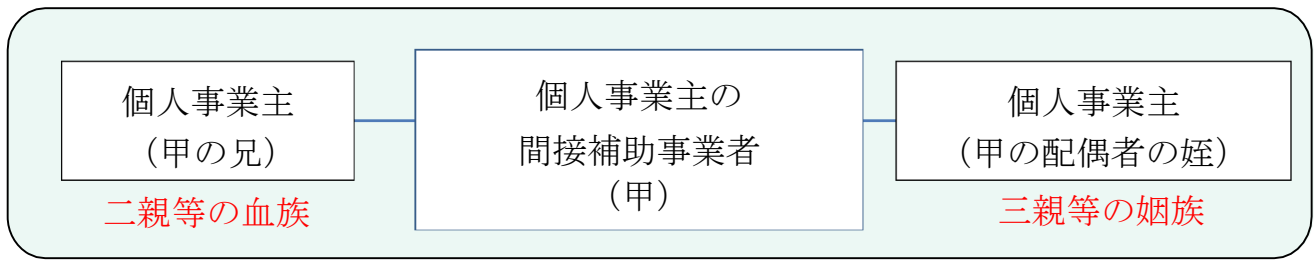 個人事業主
（甲の兄）
二親等の血族
個人事業主の
間接補助事業者
（甲）
個人事業主
（甲の配偶者の姪）
三親等の姻族